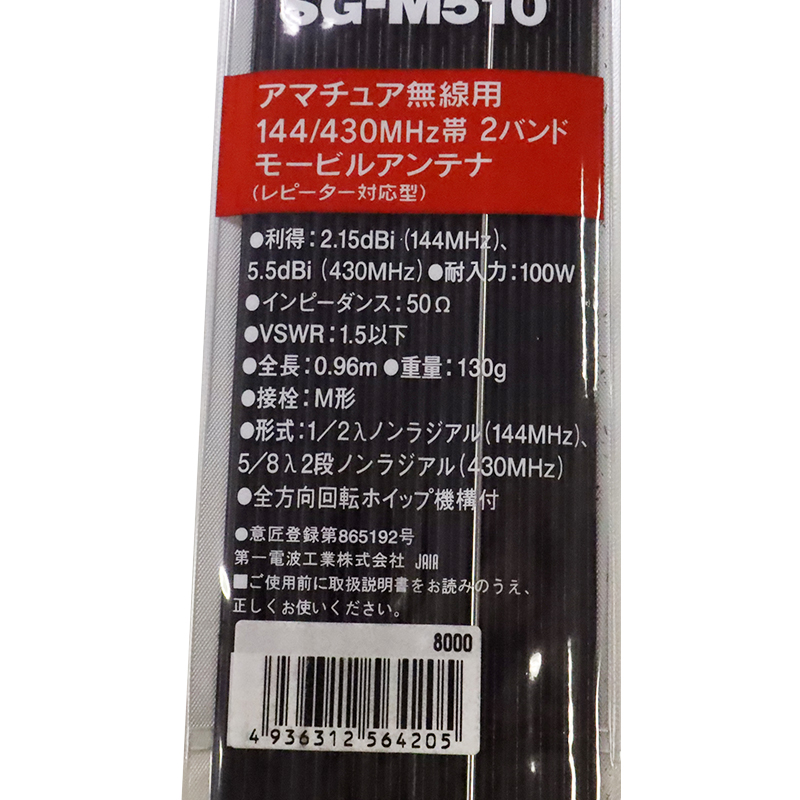 SG-M510
アマチュア無線用
144/430MHz帯 2バンド
モービルアンテナ
(レピーター対応型)
●利得：2.15dBi (144MHz)、
5.5dBi (430MHz) ●耐入力：100W
●インピーダンス：50Ω
●VSWR：1.5以下
●全長：0.96m ●重量：130g
●接栓：M形
●形式：1/2λノンラジアル(144MHz)、
5/8λ2段ノンラジアル(430MHz)
●全方向回転ホイップ機構付
●意匠登録第865192号
第一電波工業株式会社 JAIA
■ご使用前に取扱説明書をお読みのうえ、
正しくお使いください。
8000
4 936312 564205